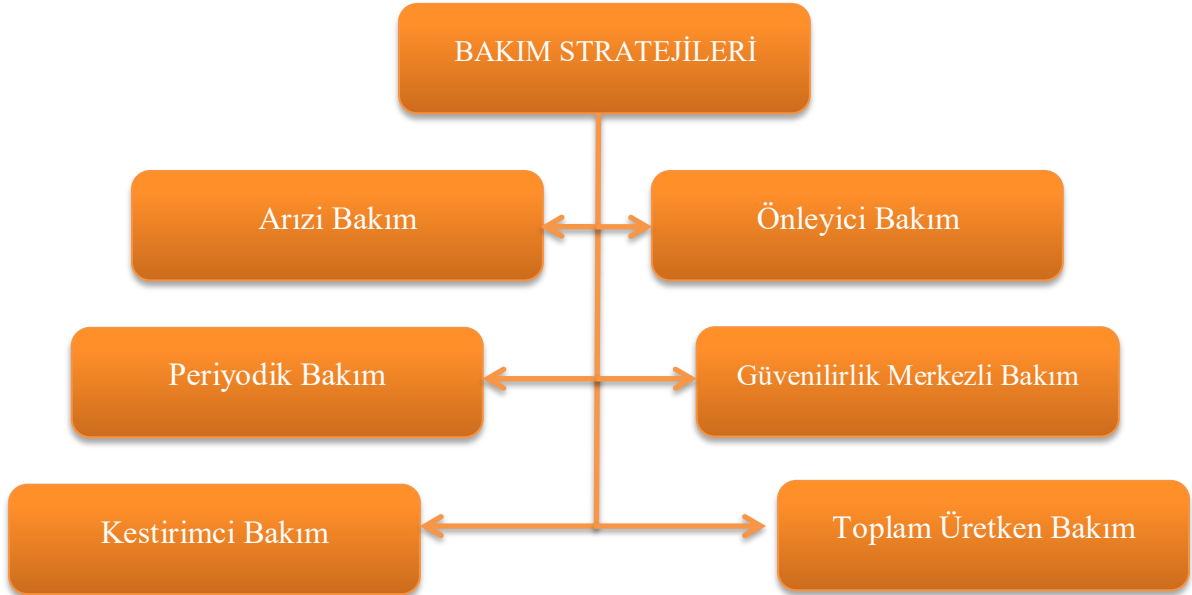 BAKIM STRATEJİLERİ
Arızi Bakım
Önleyici Bakım
Periyodik Bakım
Güvenilirlik Merkezli Bakım
Kestirimci Bakım
Toplam Üretken Bakım